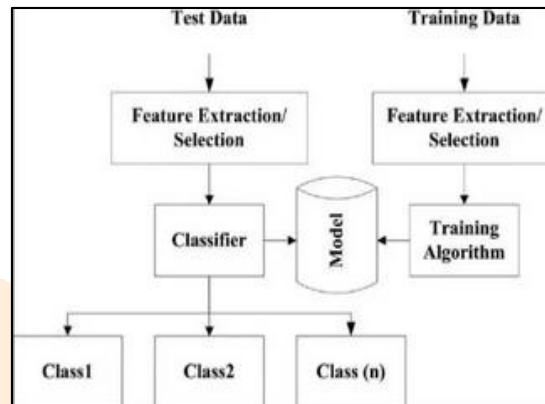 Test Data
Training Data
Feature Extraction/
Selection
Feature Extraction/
Selection
Classifier
Model
Training
Algorithm
Class1
Class2
Class (n)